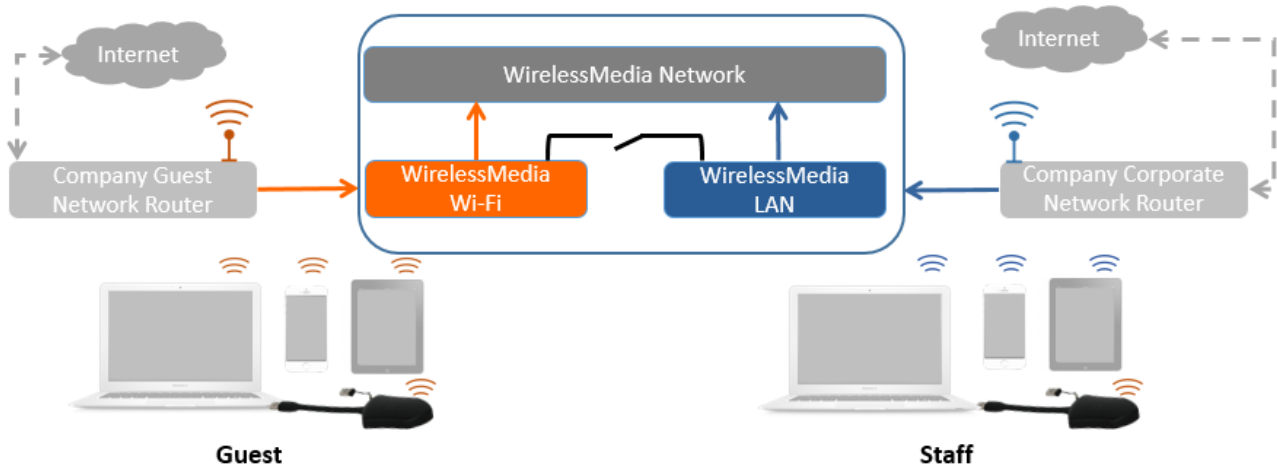 Internet
Internet
WirelessMedia Network
Company Guest
Network Router
WirelessMedia
Wi-Fi
WirelessMedia
LAN
Company Corporate
Network Router
Guest
Staff